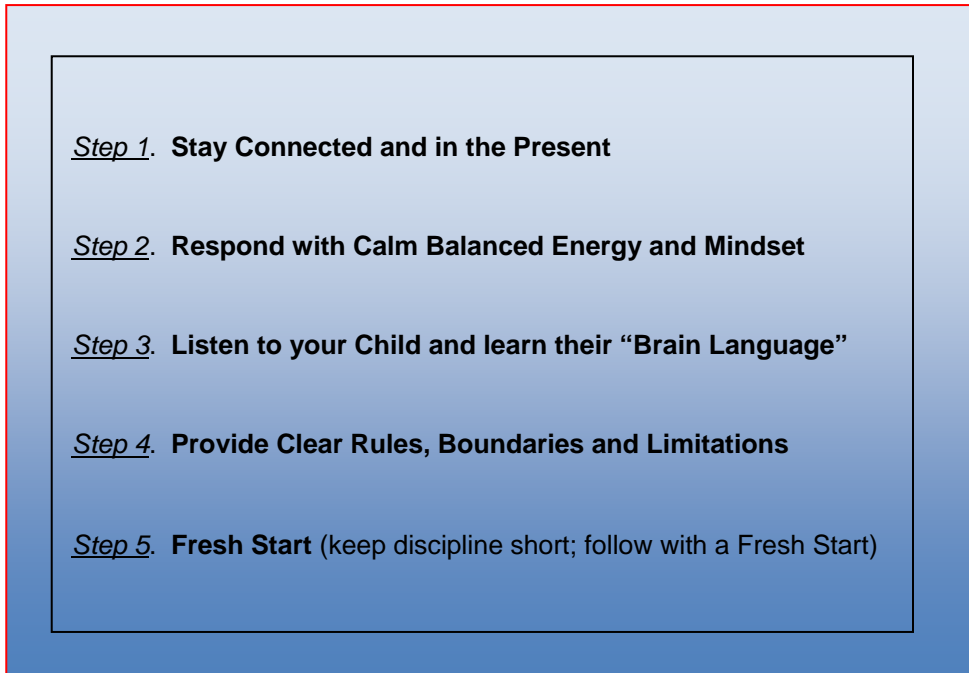 Step 1.  Stay Connected and in the Present
Step 2.  Respond with Calm Balanced Energy and Mindset
Step 3.  Listen to your Child and learn their “Brain Language”
Step 4.  Provide Clear Rules, Boundaries and Limitations
Step 5.  Fresh Start (keep discipline short; follow with a Fresh Start)